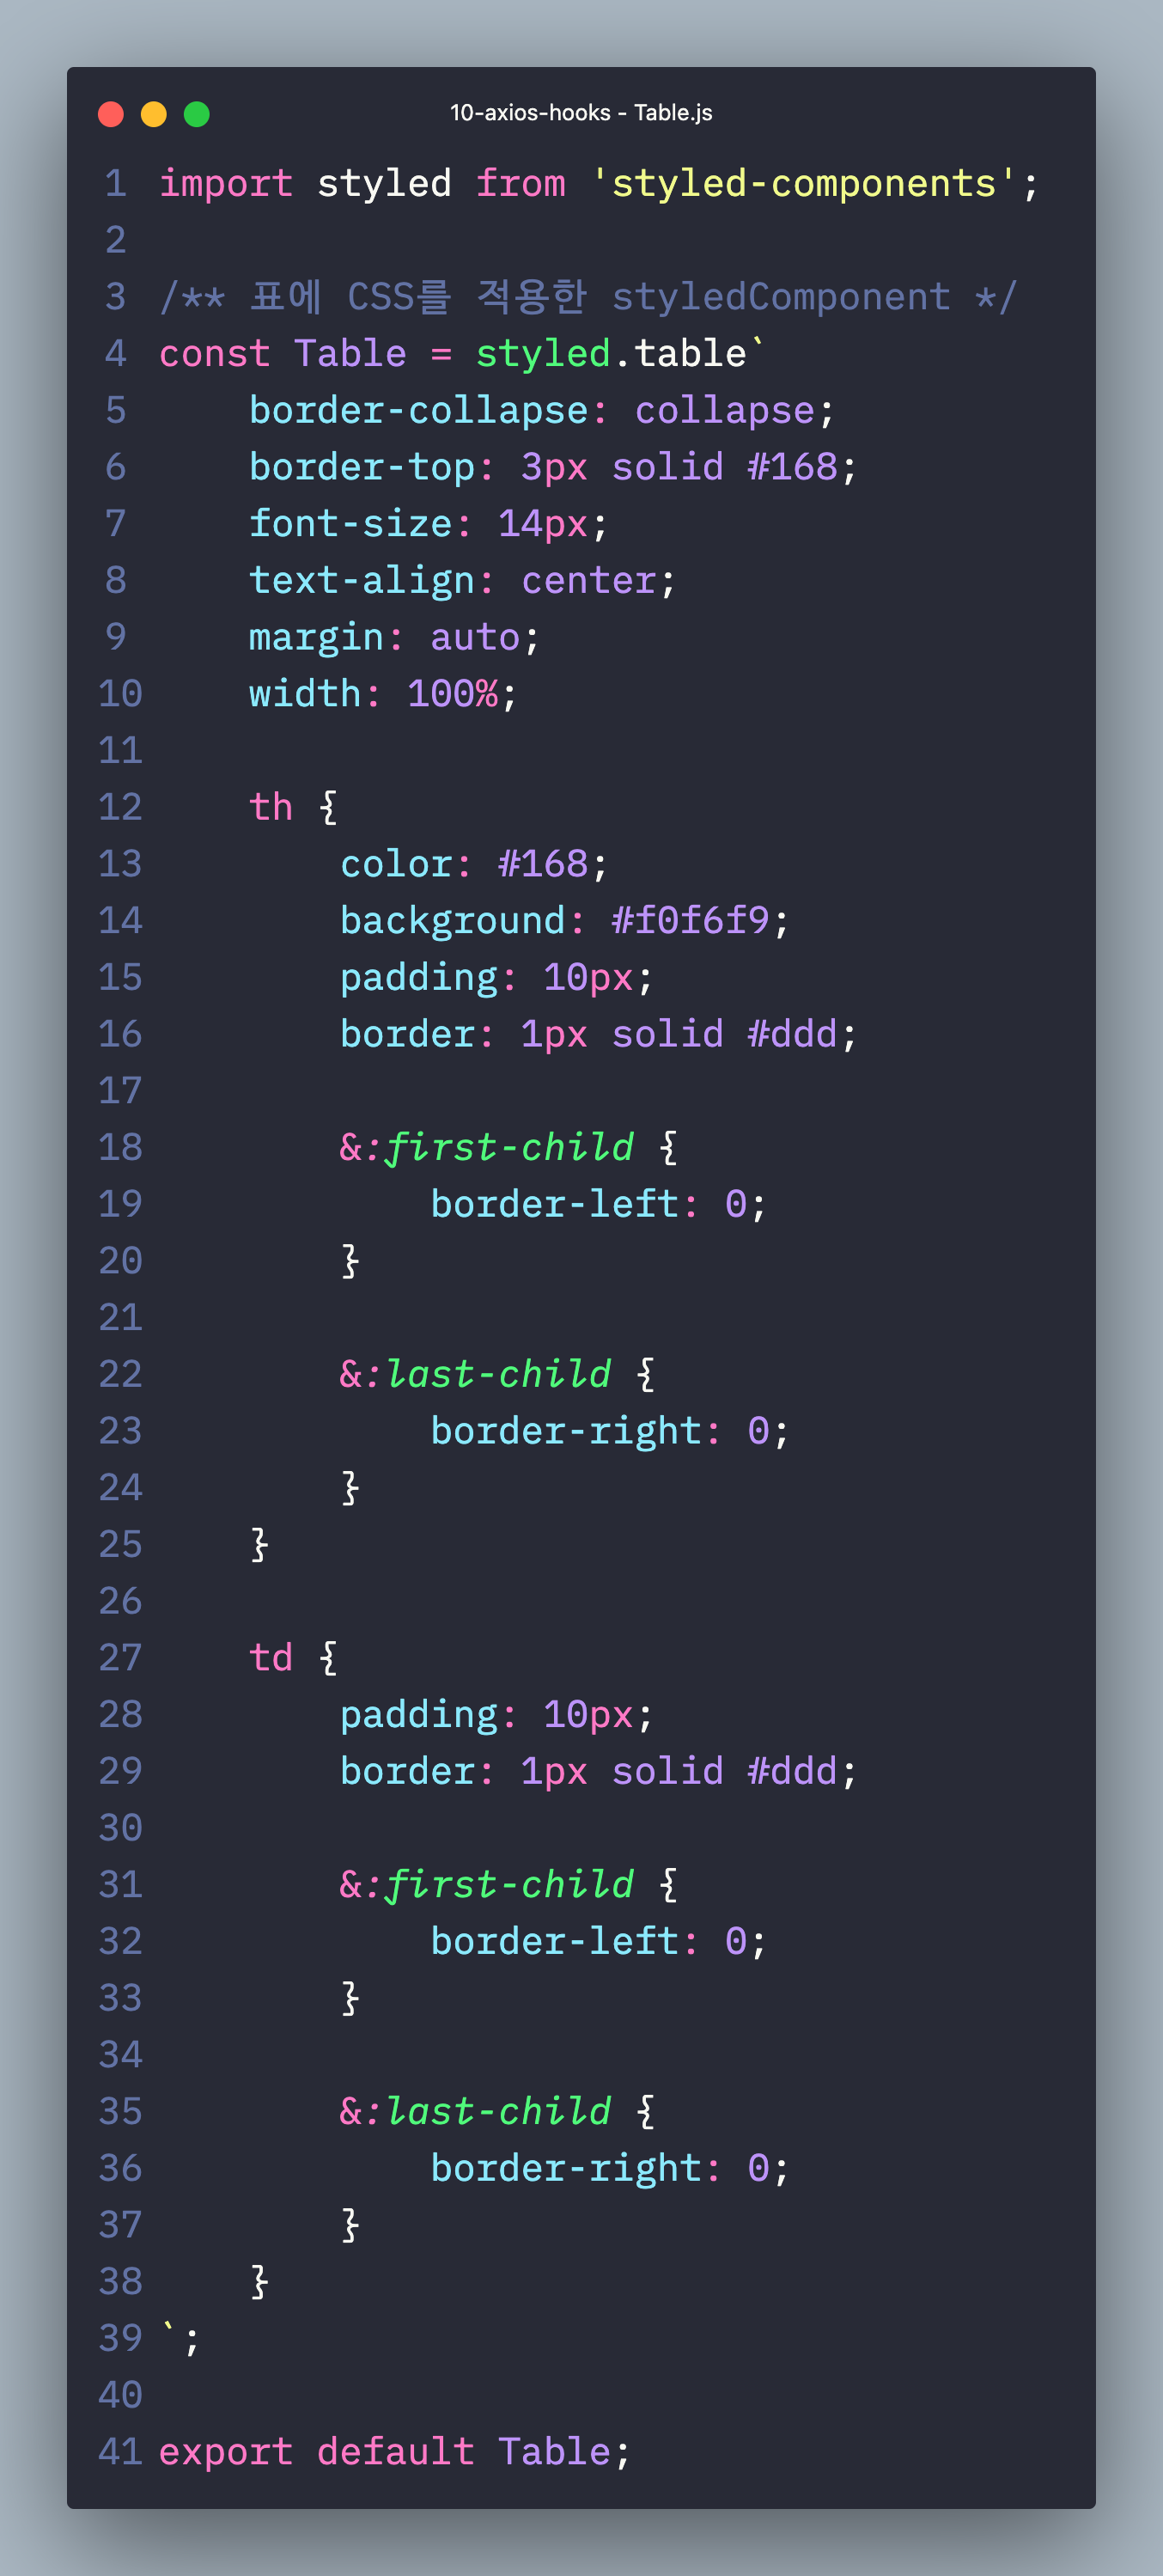 10-axios-hooks - Table.js
1 import styled from 'styled-components';
2
3 /** 표에 CSS를 적용한 styledComponent */
4 const Table = styled.table`
5     border-collapse: collapse;
6     border-top: 3px solid #168;
7     font-size: 14px;
8     text-align: center;
9     margin: auto;
10     width: 100%;
11
12     th {
13         color: #168;
14         background: #f0f6f9;
15         padding: 10px;
16         border: 1px solid #ddd;
17
18         &:first-child {
19             border-left: 0;
20         }
21
22         &:last-child {
23             border-right: 0;
24         }
25     }
26
27     td {
28         padding: 10px;
29         border: 1px solid #ddd;
30
31         &:first-child {
32             border-left: 0;
33         }
34
35         &:last-child {
36             border-right: 0;
37         }
38     }
39 `;
40
41 export default Table;